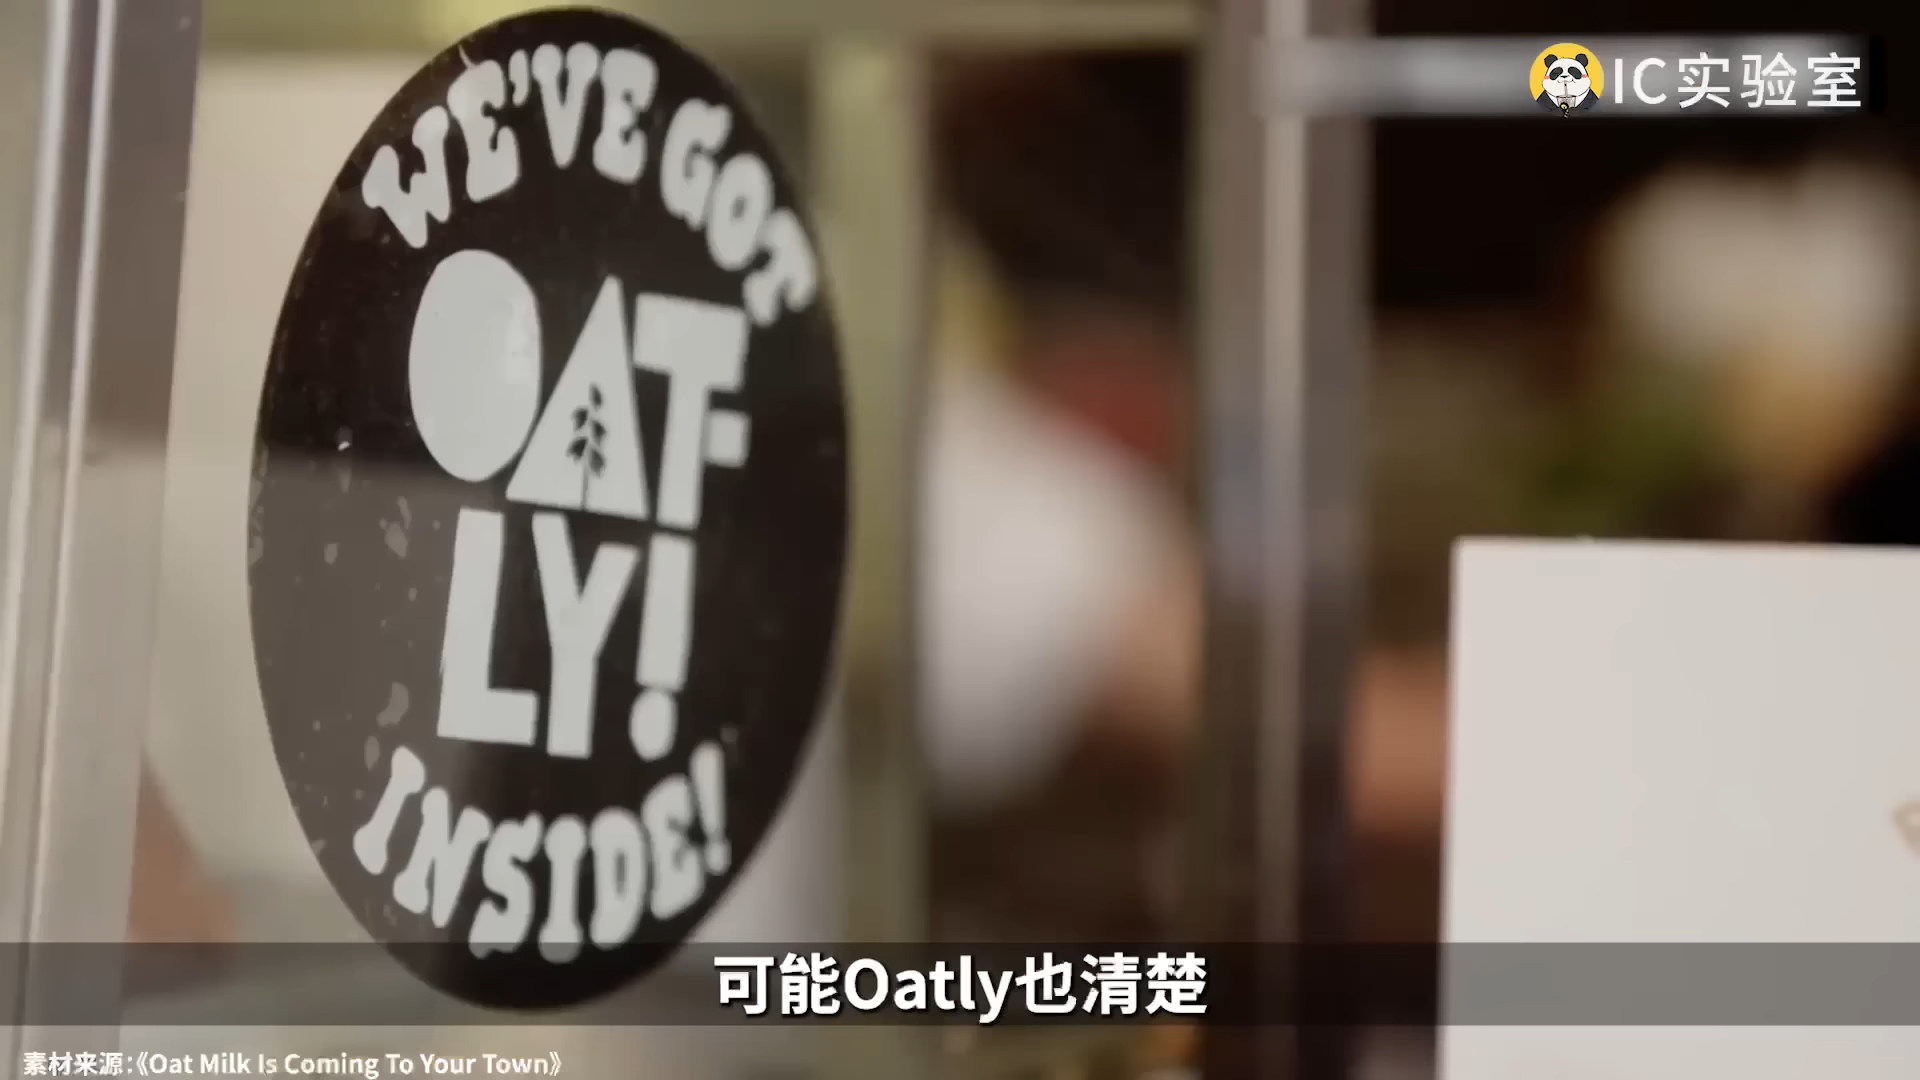 IC实验室
WE'VE GOT
OAT-
LY!
INSIDE!
可能Oatly也清楚
素材来源:《Oat Milk Is Coming To Your Town》